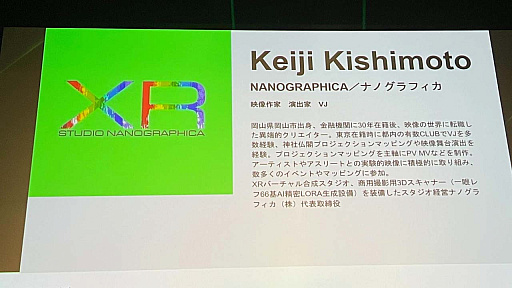 XR
STUDIO NANOGRAPHICA
Keiji Kishimoto
NANOGRAPHICA／ナノグラフィカ
映像作家 演出家 VJ
岡山県岡山市出身、金融機関に30年在籍後、映像の世界に転職し
た異端的クリエイター。東京在籍時に都内の有数CLUBでVJを多
数経験、神社仏閣プロジェクションマッピングや映像舞台演出を
経験。プロジェクションマッピングを主軸にPV MVなどを制作。
アーティストやアスリートとの実験的映像に積極的に取り組み、
数多くのイベントやマッピングに参加。
XRバーチャル合成スタジオ、商用撮影用3Dスキャナー（一眼レ
フ66基AI精密LORA生成設備）を装備したスタジオ経営ナノグラ
フィカ（株）代表取締役